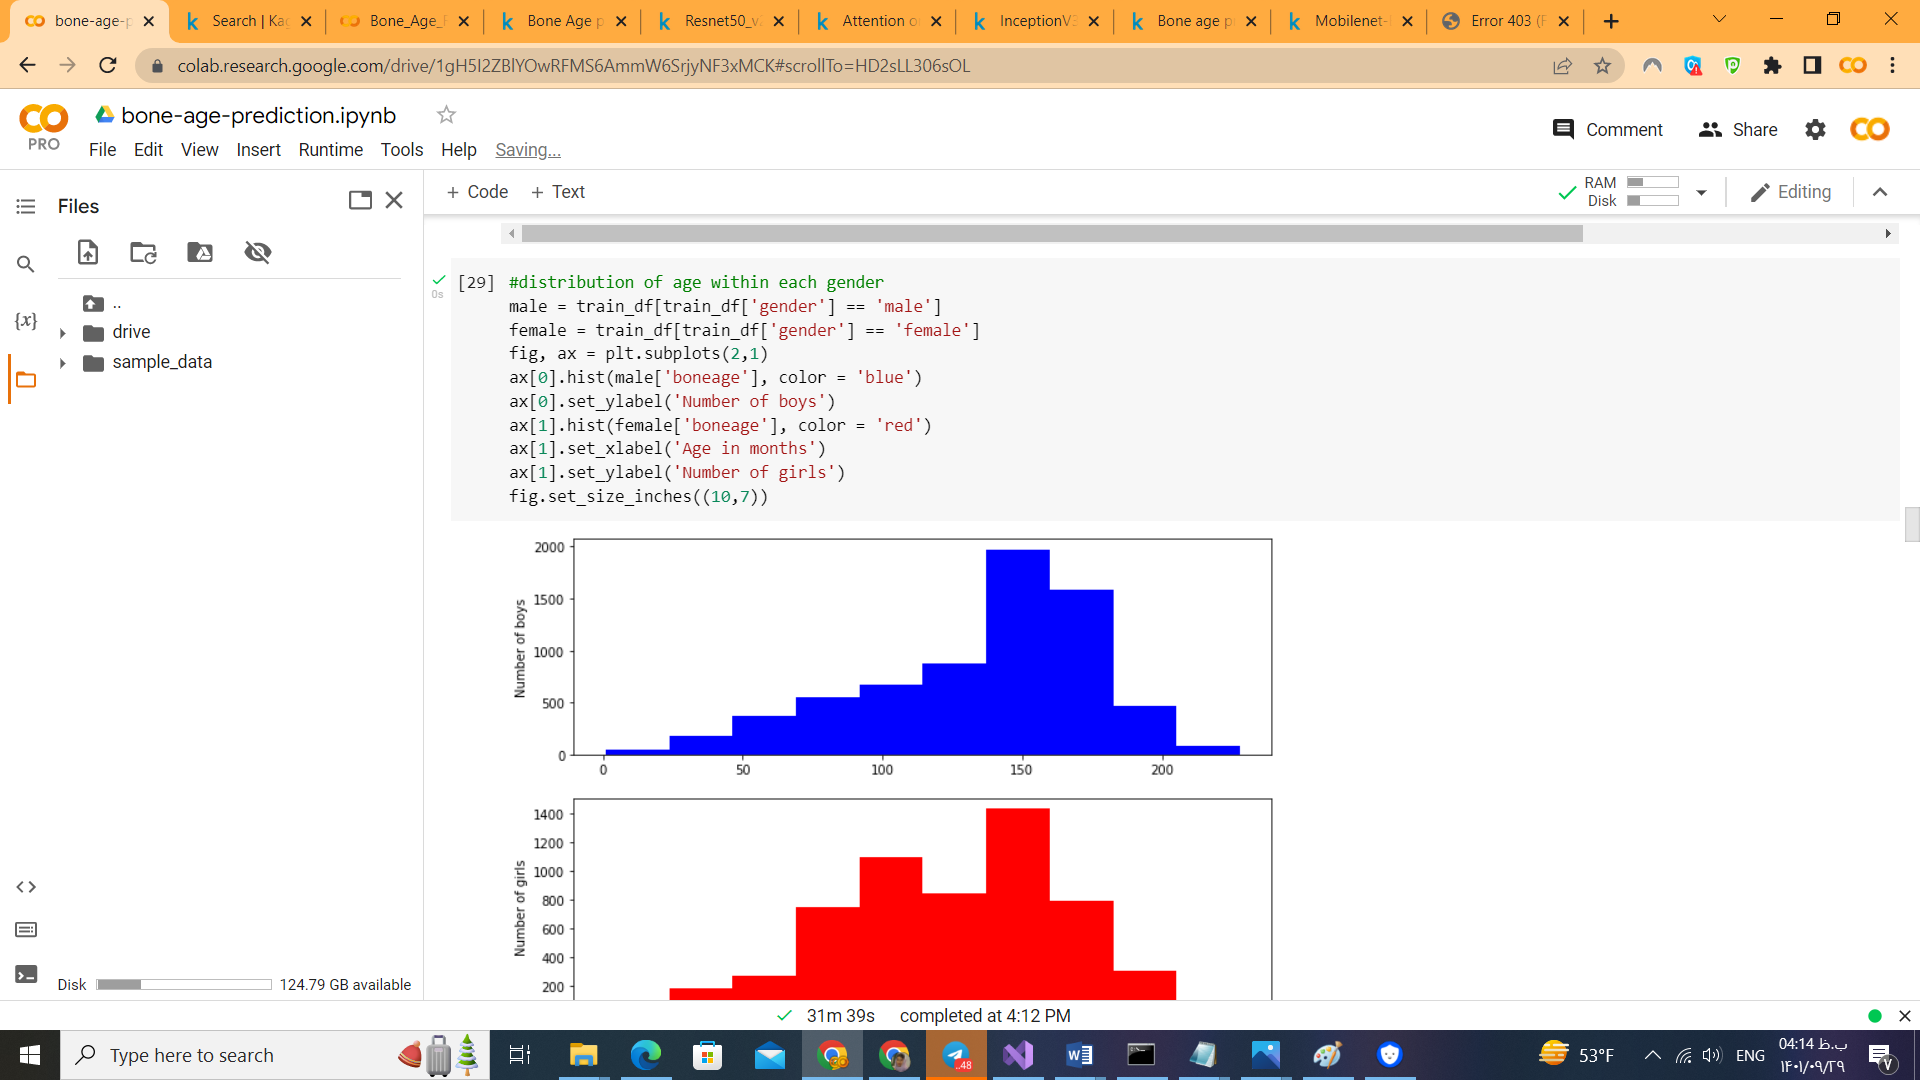 bone-age-p
Search | Kag
Bone_Age_F
Bone Age p
Resnet50_v
Attention o
InceptionV3
Bone age p
Mobilenet-
Error 403 (F
colab.research.google.com/drive/1gH5I2ZBlYOwRFMS6AmmW6SrjyNF3xMCK#scrollTo=HD2sLL306sOL
PRO
bone-age-prediction.ipynb
File Edit View Insert Runtime Tools Help Saving...
Comment
Share
Files
+ Code + Text
RAM
Disk
Editing
..
drive
sample_data
{x}
[29]
0s
#distribution of age within each gender
male = train_df[train_df['gender'] == 'male']
female = train_df[train_df['gender'] == 'female']
fig, ax = plt.subplots(2,1)
ax[0].hist(male['boneage'], color = 'blue')
ax[0].set_ylabel('Number of boys')
ax[1].hist(female['boneage'], color = 'red')
ax[1].set_xlabel('Age in months')
ax[1].set_ylabel('Number of girls')
fig.set_size_inches((10,7))
2000
1500
1000
500
0
Number of boys
0 50 100 150 200
1400
1200
1000
800
600
400
200
Number of girls
Disk 124.79 GB available
31m 39s completed at 4:12 PM
Type here to search
..48
53°F
ENG
04:14 ب.ظ
۱۴۰۱/۰۹/۲۹